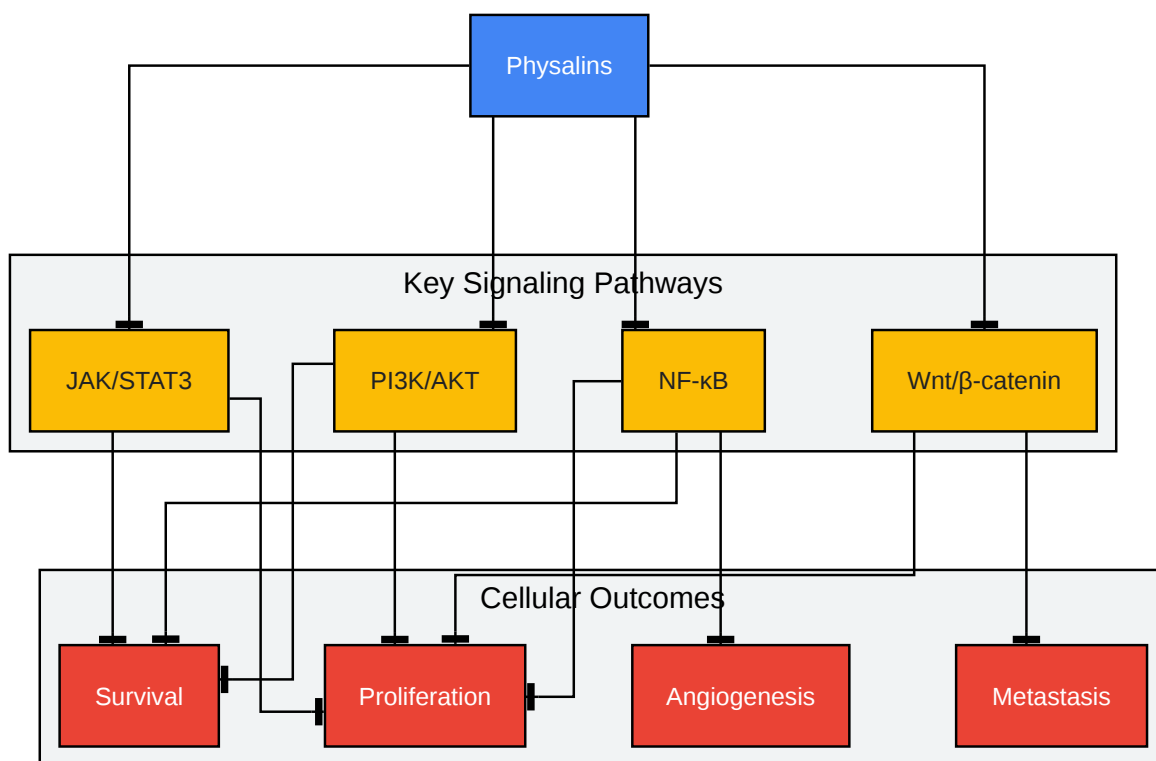 Physalins
Key Signaling Pathways
JAK/STAT3
PI3K/AKT
NF-κB
Wnt/β-catenin
Cellular Outcomes
Survival
Proliferation
Angiogenesis
Metastasis